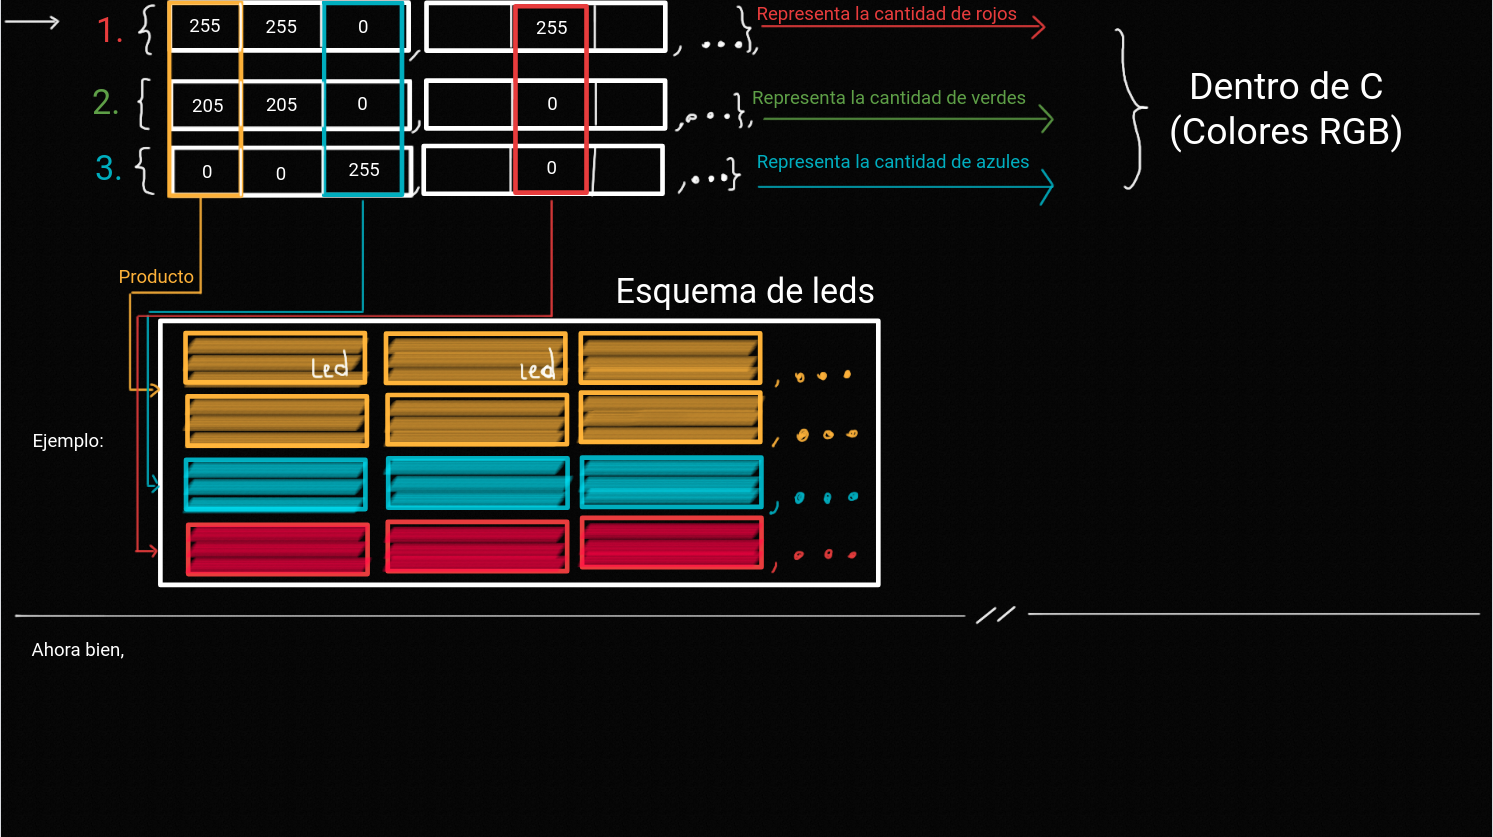 1. { 255 255 0 , 255 , ...}, Representa la cantidad de rojos
2. { 205 205 0 , 0 , ...}, Representa la cantidad de verdes
3. { 0 0 255 , 0 , ...} Representa la cantidad de azules
Dentro de C
(Colores RGB)
Producto
Esquema de leds
Led led , ...
, ...
Ejemplo:
, ...
, ...
Ahora bien,